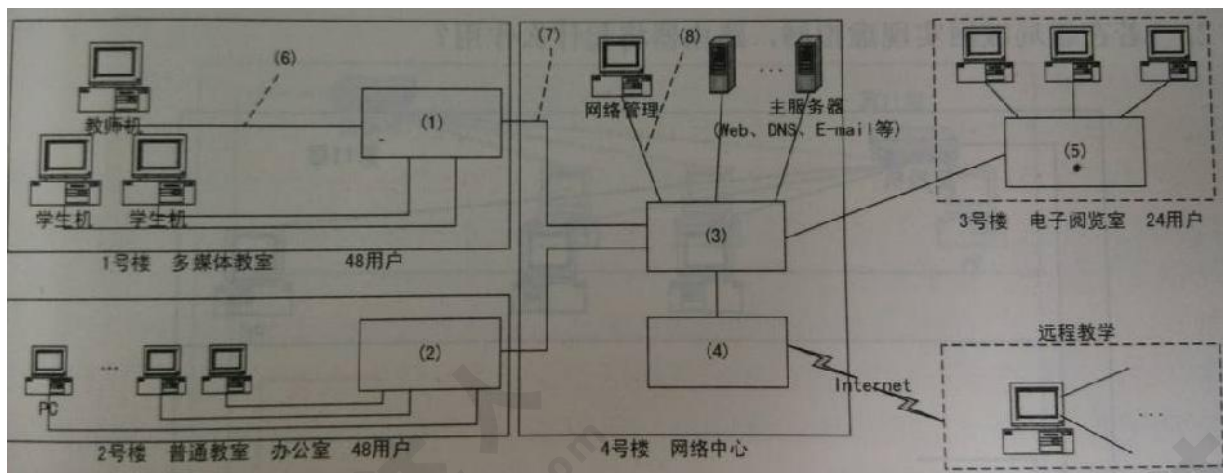 (6)
(7)
(8)
教师机
(1)
学生机
学生机
1号楼 多媒体教室 48用户
网络管理
...
主服务器
(Web、DNS、E-mail等)
(3)
(4)
4号楼 网络中心
(5)
3号楼 电子阅览室 24用户
PC
...
(2)
2号楼 普通教室 办公室 48用户
Internet
远程教学
...